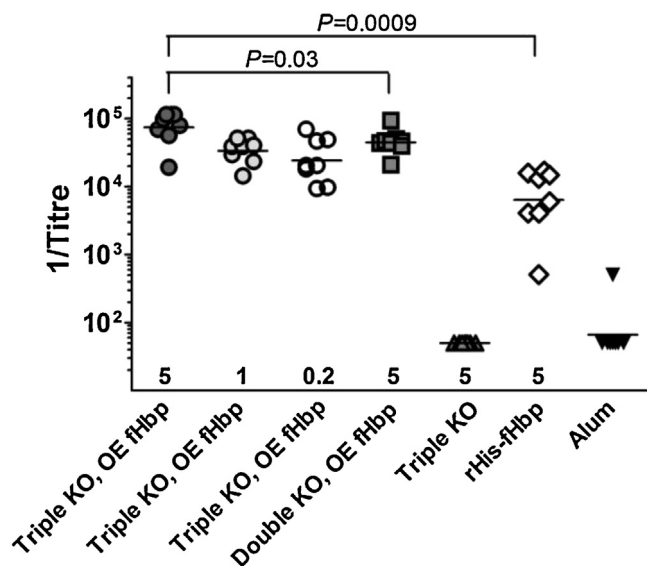 P=0.0009
P=0.03
1/Titre
10^5
10^4
10^3
10^2
5 1 0.2 5 5 5
Triple KO, OE fHbp
Triple KO, OE fHbp
Triple KO, OE fHbp
Double KO, OE fHbp
Triple KO
rHis-fHbp
Alum